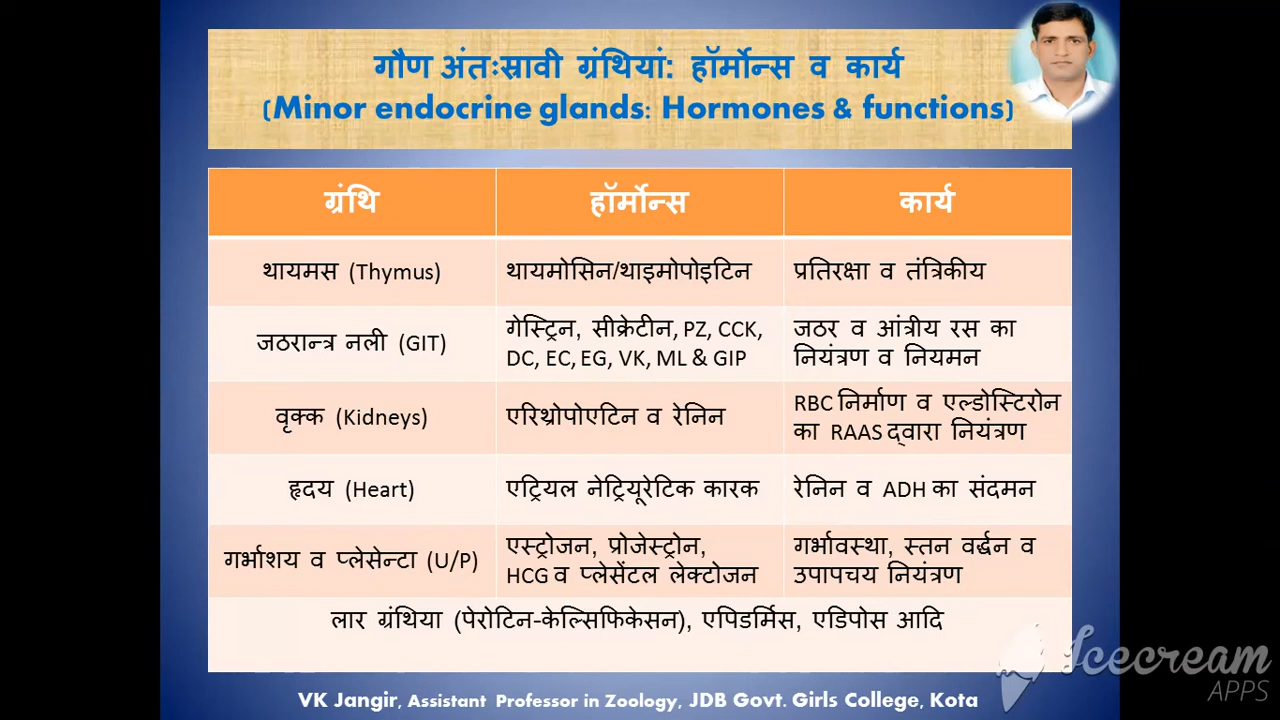 गौण अंतःस्रावी ग्रंथियां: हॉर्मोन्स व कार्य
(Minor endocrine glands: Hormones & functions)
ग्रंथि हॉर्मोन्स कार्य
थायमस (Thymus) थायमोसिन/थाइमोपोइटिन प्रतिरक्षा व तंत्रिकीय
जठरान्त्र नली (GIT)
गेस्ट्रिन, सीक्रेटीन, PZ, CCK,
DC, EC, EG, VK, ML & GIP
जठर व आंत्रीय रस का
नियंत्रण व नियमन
वृक्क (Kidneys) एरिथ्रोपोएटिन व रेनिन
RBC निर्माण व एल्डोस्टिरोन
का RAAS द्वारा नियंत्रण
हृदय (Heart) एट्रियल नेट्रियूरेटिक कारक रेनिन व ADH का संदमन
गर्भाशय व प्लेसेन्टा (U/P)
एस्ट्रोजन, प्रोजेस्ट्रोन,
HCG व प्लेसेंटल लेक्टोजन
गर्भावस्था, स्तन वर्द्धन व
उपापचय नियंत्रण
लार ग्रंथिया (पेरोटिन-केल्सिफिकेसन), एपिडर्मिस, एडिपोस आदि
VK Jangir, Assistant Professor in Zoology, JDB Govt. Girls College, Kota
Icecream
APPS